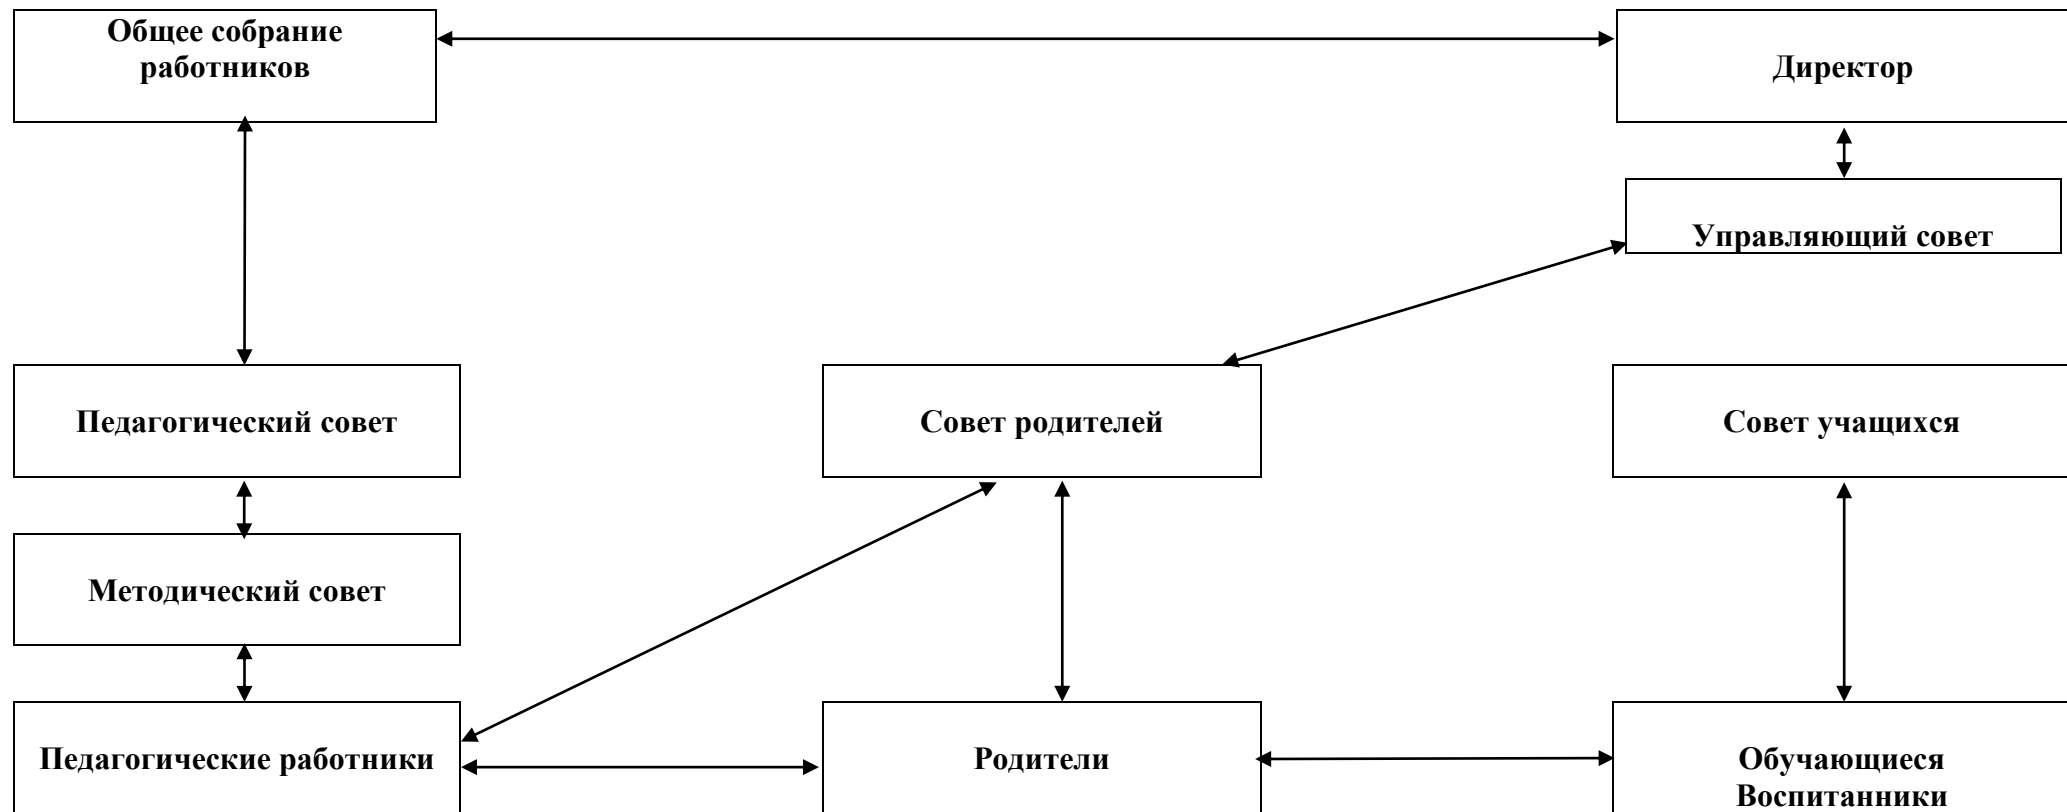 Общее собрание
работников
Директор
Управляющий совет
Педагогический совет
Совет родителей
Совет учащихся
Методический совет
Педагогические работники
Родители
Обучающиеся
Воспитанники